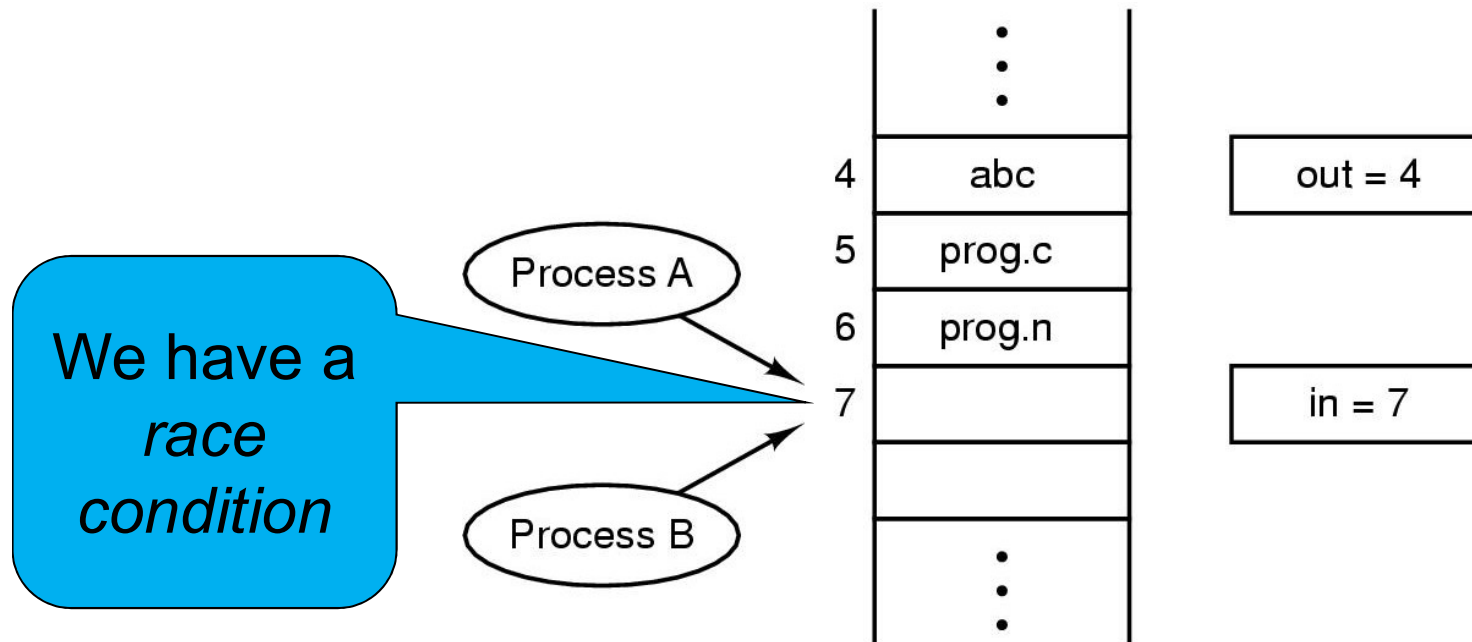 4 abc out = 4
5 prog.c
Process A
6 prog.n
We have a
race
condition
7 in = 7
Process B